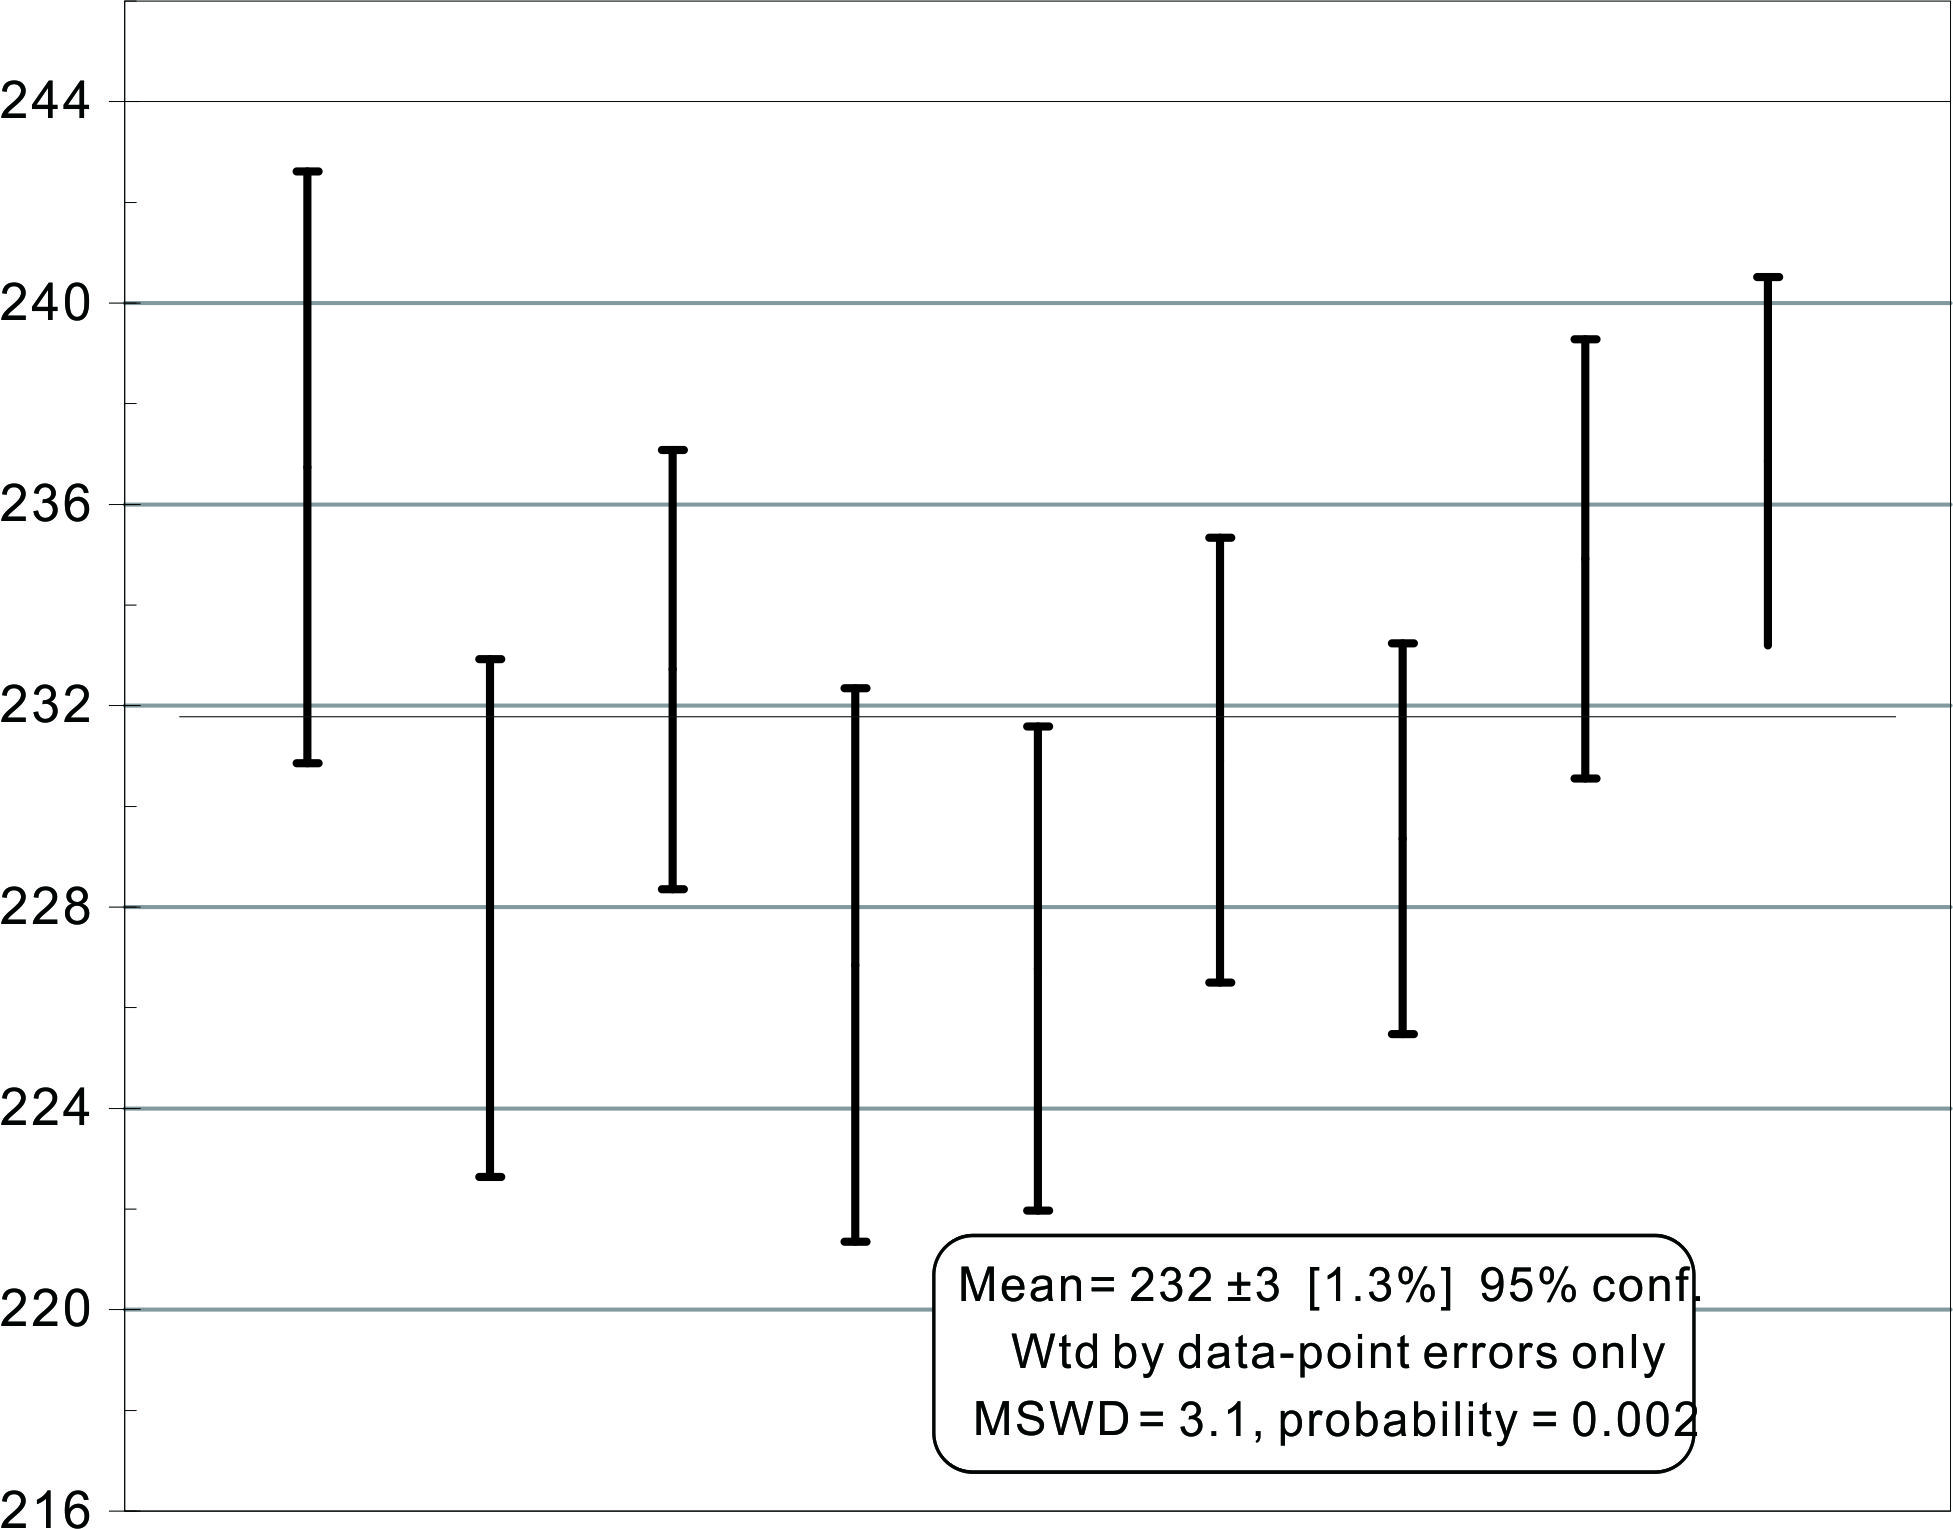 244
240
236
232
228
224
220
216
Mean = 232 ±3 [1.3%] 95% conf.
Wtd by data-point errors only
MSWD = 3.1, probability = 0.002